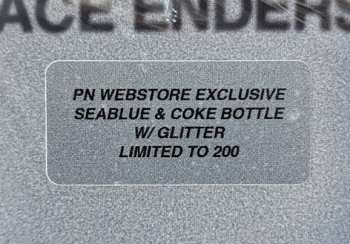 ACE ENDERS
PN WEBSTORE EXCLUSIVE
SEABLUE & COKE BOTTLE
W/ GLITTER
LIMITED TO 200